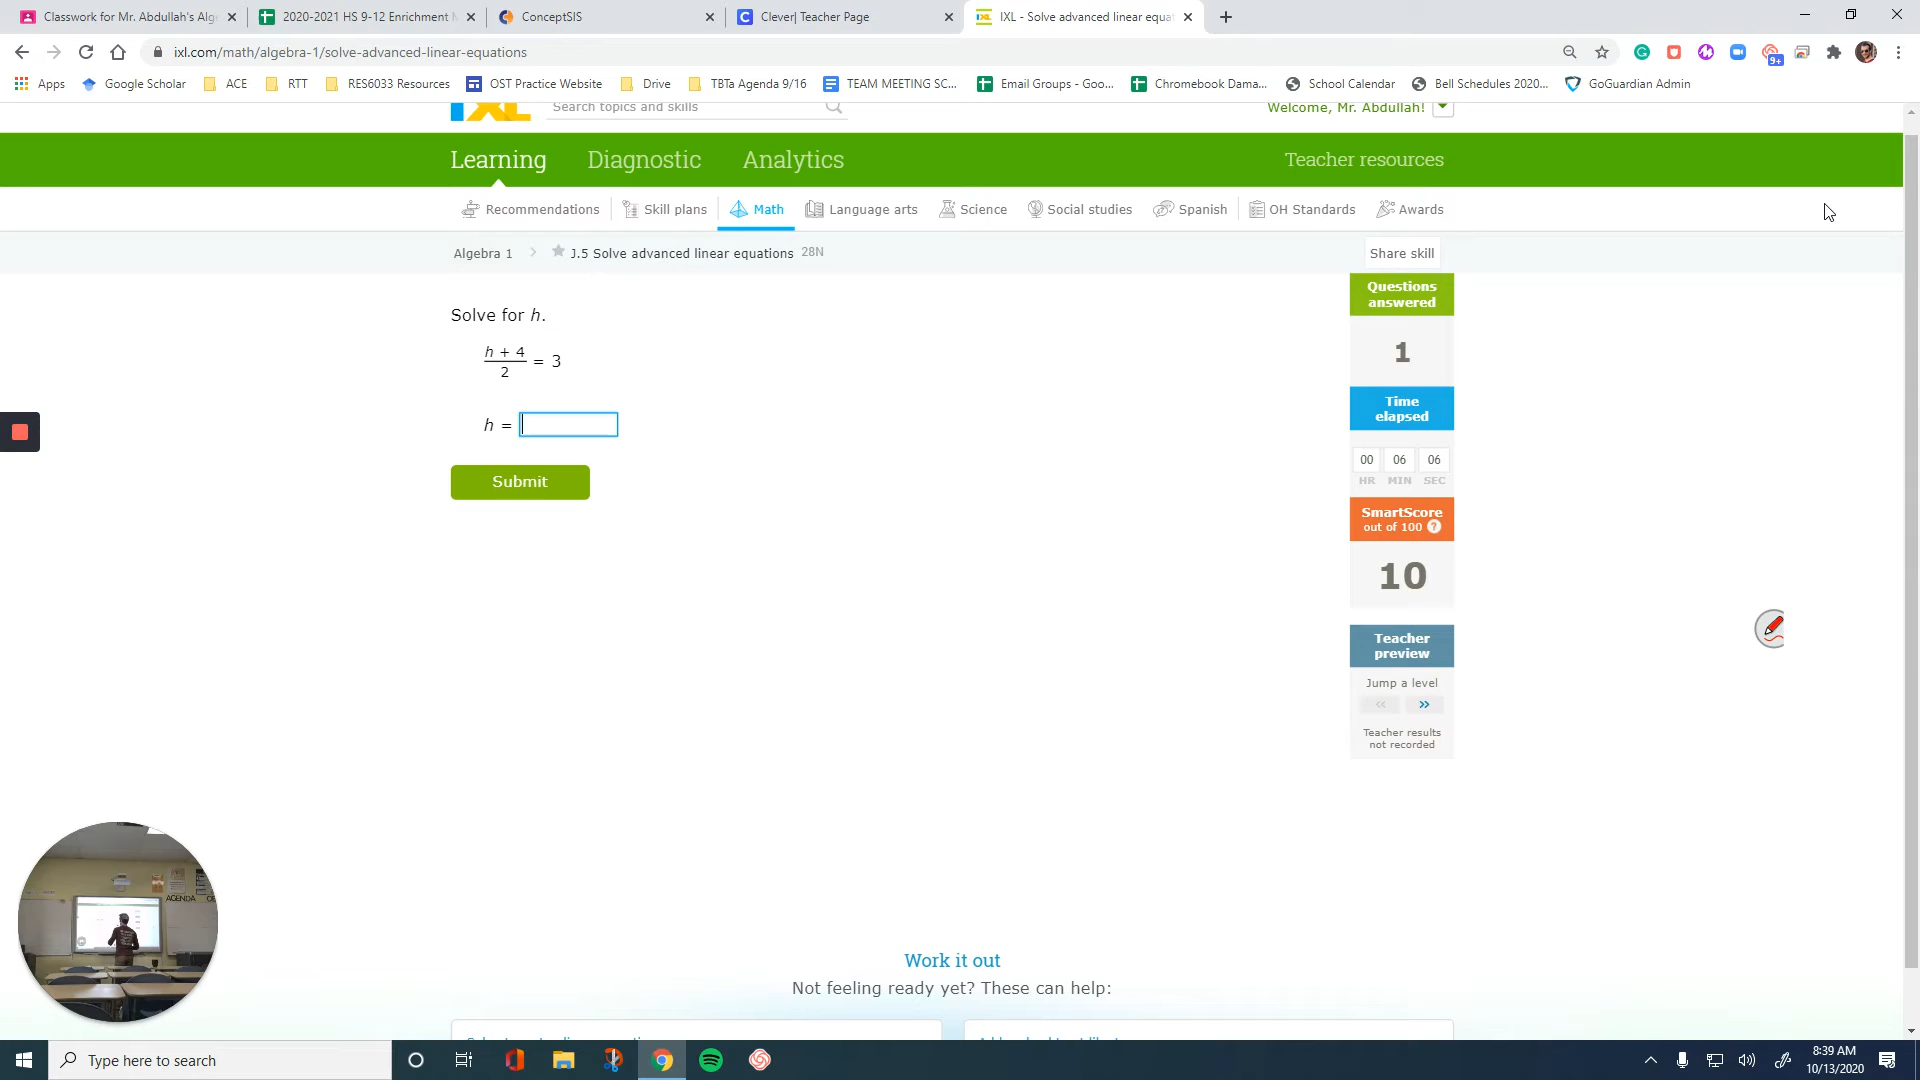 Classwork for Mr. Abdullah's Alg
2020-2021 HS 9-12 Enrichment M
ConceptSIS
Clever| Teacher Page
IXL - Solve advanced linear equa
ixl.com/math/algebra-1/solve-advanced-linear-equations
9+
Apps
Google Scholar
ACE
RTT
RES6033 Resources
OST Practice Website
Drive
TBTa Agenda 9/16
TEAM MEETING SC...
Email Groups - Goo...
Chromebook Dama...
School Calendar
Bell Schedules 2020...
GoGuardian Admin
IXL
Search topics and skills
Welcome, Mr. Abdullah!
Learning
Diagnostic
Analytics
Teacher resources
Recommendations
Skill plans
Math
Language arts
Science
Social studies
Spanish
OH Standards
Awards
Algebra 1
J.5 Solve advanced linear equations 28N
Share skill
Solve for h.
h + 4
2
= 3
h =
Submit
Questions
answered
1
Time
elapsed
00 06 06
HR MIN SEC
SmartScore
out of 100 ?
10
Teacher
preview
Jump a level
<< >>
Teacher results
not recorded
AGENDA
Work it out
Not feeling ready yet? These can help:
Type here to search
8:39 AM
10/13/2020